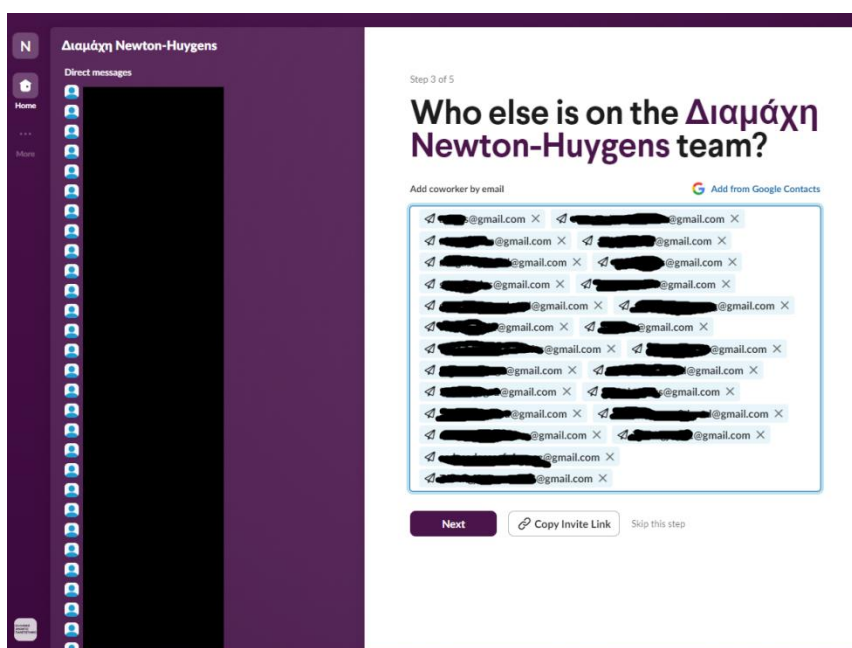 N
Διαμάχη Newton-Huygens
Direct messages
Home
More
Step 3 of 5
Who else is on the Διαμάχη
Newton-Huygens team?
Add coworker by email
Add from Google Contacts
s@gmail.com @gmail.com
@gmail.com @gmail.com
@gmail.com @gmail.com
@gmail.com @gmail.com
@gmail.com @gmail.com
@gmail.com @gmail.com
@gmail.com @gmail.com
@gmail.com @gmail.com
@gmail.com @gmail.com
@gmail.com @gmail.com
@gmail.com @gmail.com
@gmail.com
@gmail.com
Next Copy Invite Link Skip this step